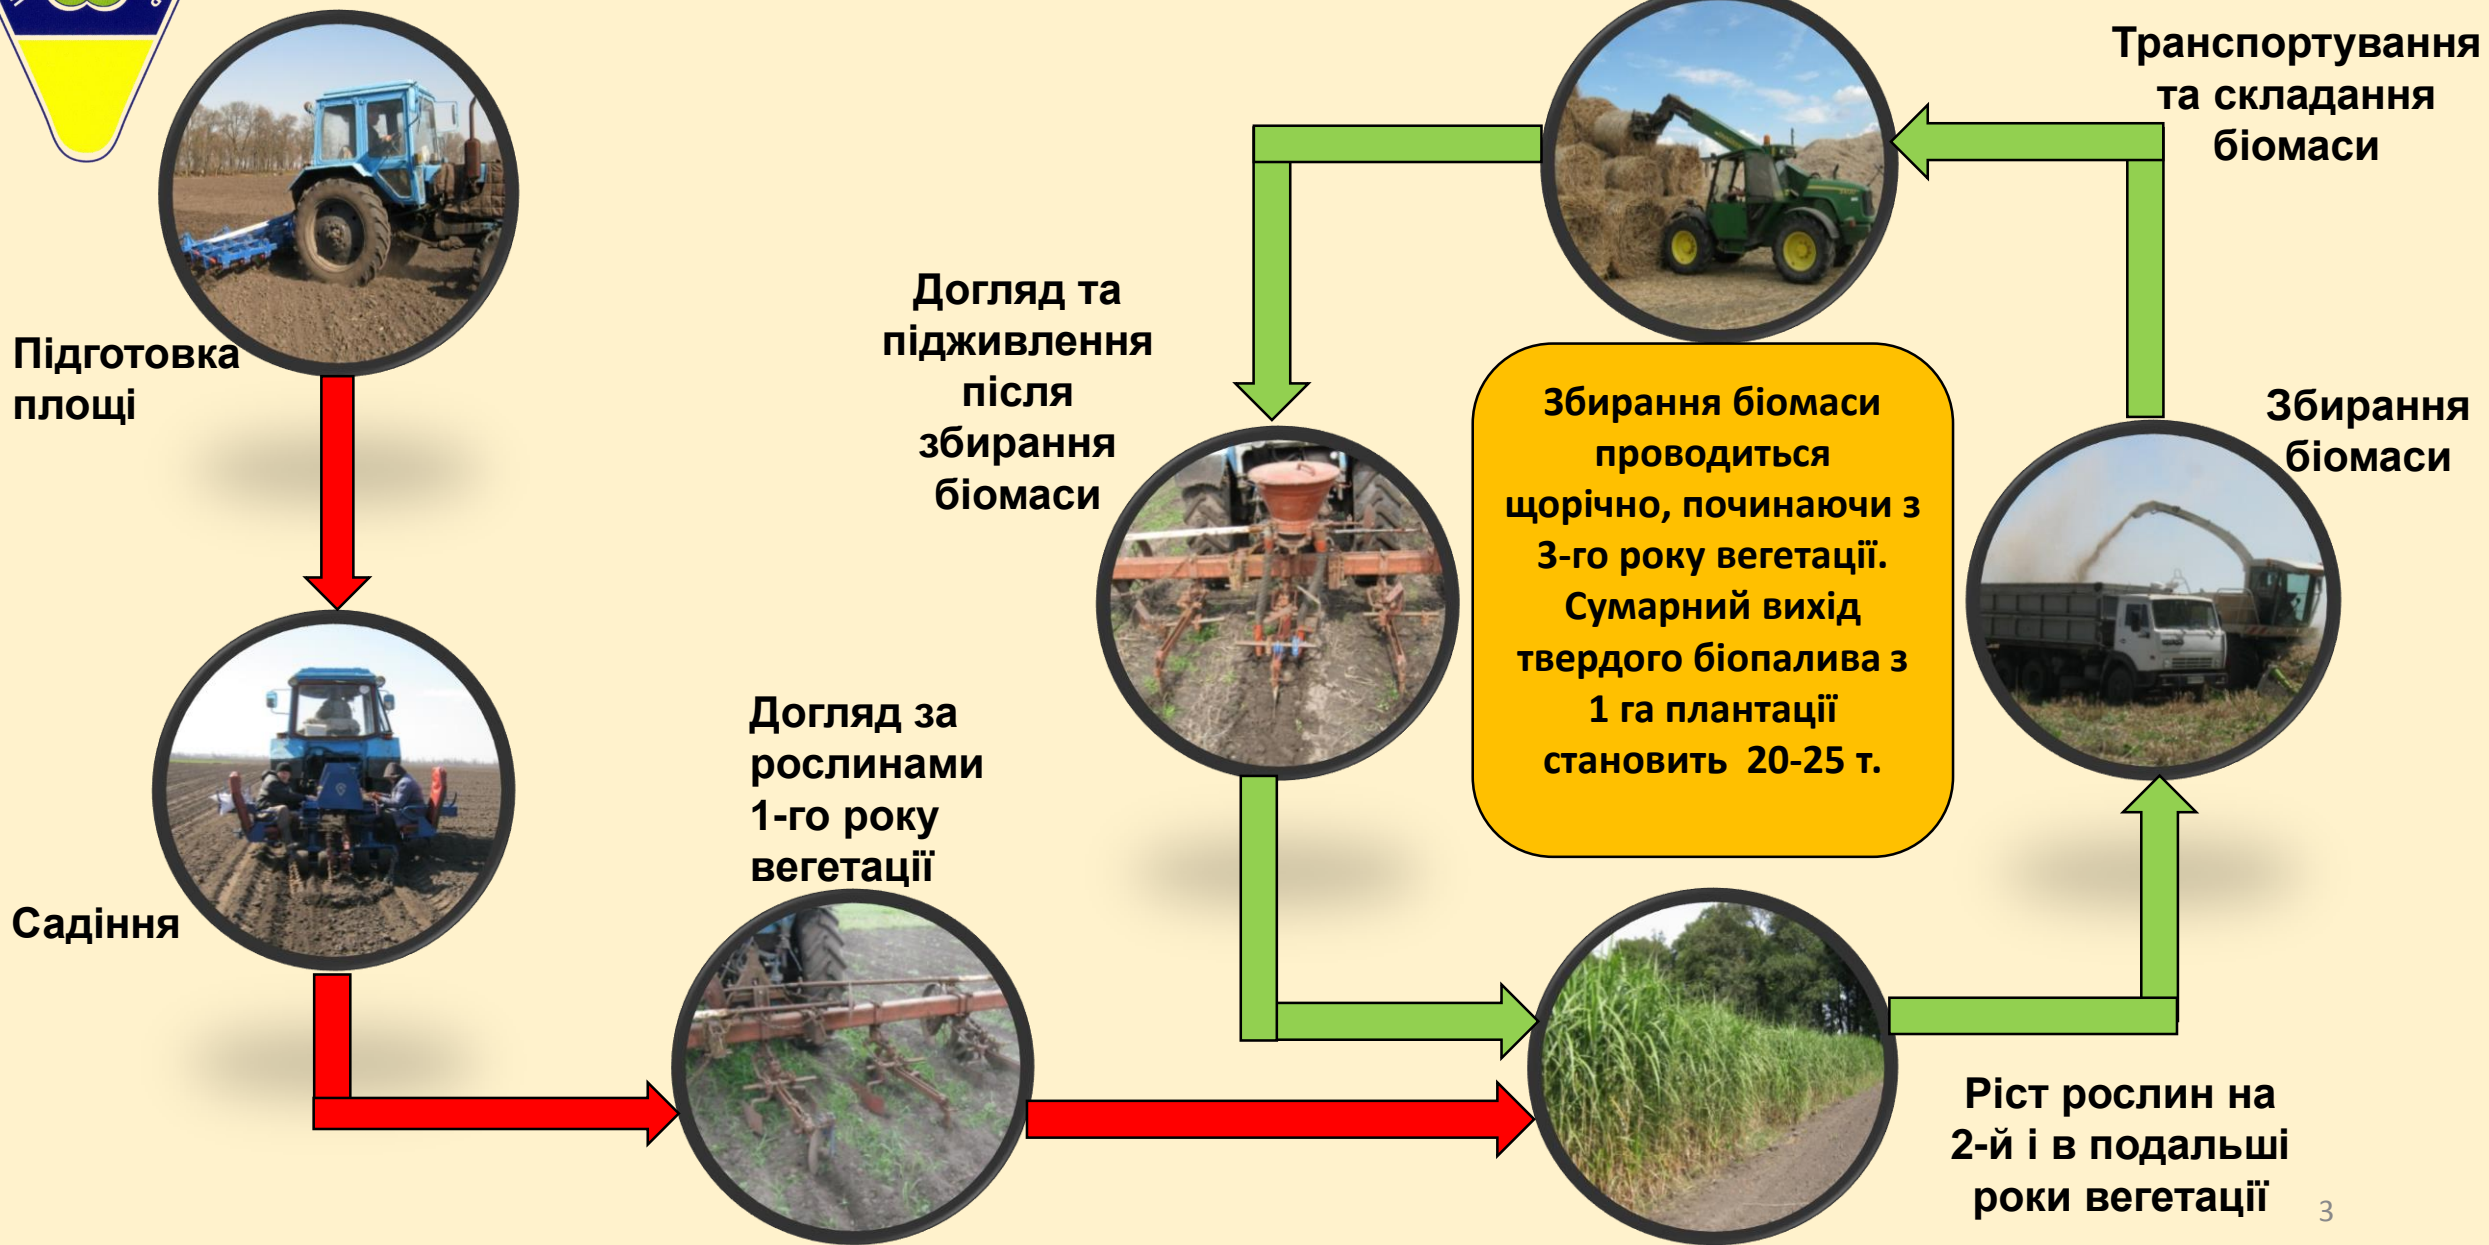 Підготовка
площі
Садіння
Догляд за
рослинами
1-го року
вегетації
Ріст рослин на
2-й і в подальші
роки вегетації
Збирання
біомаси
Транспортування
та складання
біомаси
Догляд та
підживлення
після
збирання
біомаси
Збирання біомаси
проводиться
щорічно, починаючи з
3-го року вегетації.
Сумарний вихід
твердого біопалива з
1 га плантації
становить 20-25 т.
3